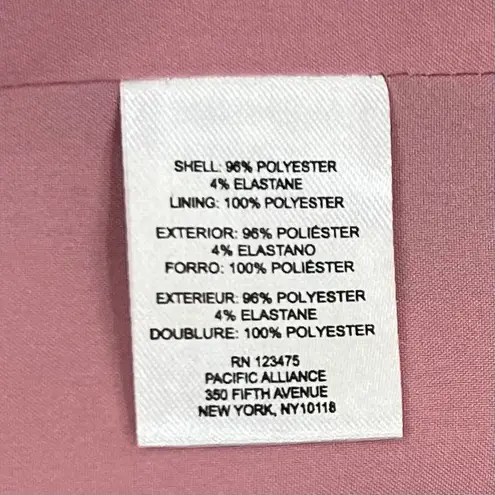 SHELL: 96% POLYESTER
4% ELASTANE
LINING: 100% POLYESTER
EXTERIOR: 96% POLIÉSTER
4% ELASTANO
FORRO: 100% POLIÉSTER
EXTERIEUR: 96% POLYESTER
4% ELASTANE
DOUBLURE: 100% POLYESTER
RN 123475
PACIFIC ALLIANCE
350 FIFTH AVENUE
NEW YORK, NY10118